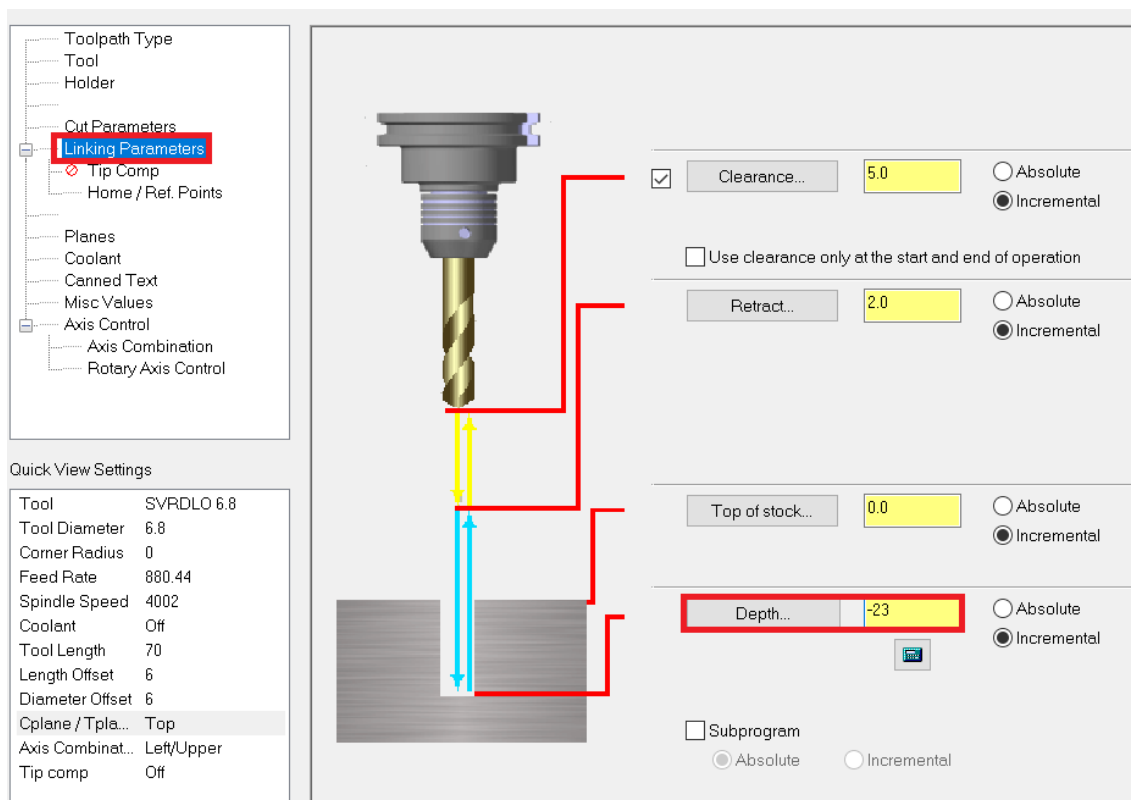 Toolpath Type
Tool
Holder
Cut Parameters
Linking Parameters
Tip Comp
Home / Ref. Points
Planes
Coolant
Canned Text
Misc Values
Axis Control
Axis Combination
Rotary Axis Control
Quick View Settings
Tool SVRDLO 6.8
Tool Diameter 6.8
Corner Radius 0
Feed Rate 880.44
Spindle Speed 4002
Coolant Off
Tool Length 70
Length Offset 6
Diameter Offset 6
Cplane / Tpla... Top
Axis Combinat... Left/Upper
Tip comp Off
Clearance... 5.0 Absolute
Incremental
Use clearance only at the start and end of operation
Retract... 2.0 Absolute
Incremental
Top of stock... 0.0 Absolute
Incremental
Depth... -23 Absolute
Incremental
Subprogram
Absolute Incremental